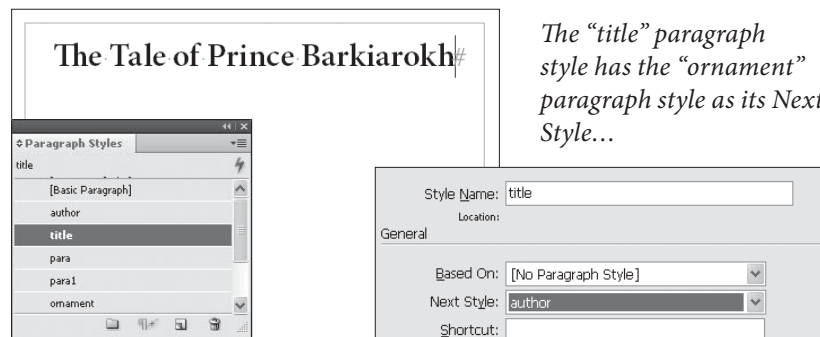 The Tale of Prince Barkiarokh#
The “title” paragraph
style has the “ornament”
paragraph style as its Next
Style…
Paragraph Styles
title
[Basic Paragraph]
author
title
para
para1
ornament
Style Name: title
Location:
General
Based On: [No Paragraph Style]
Next Style: author
Shortcut: